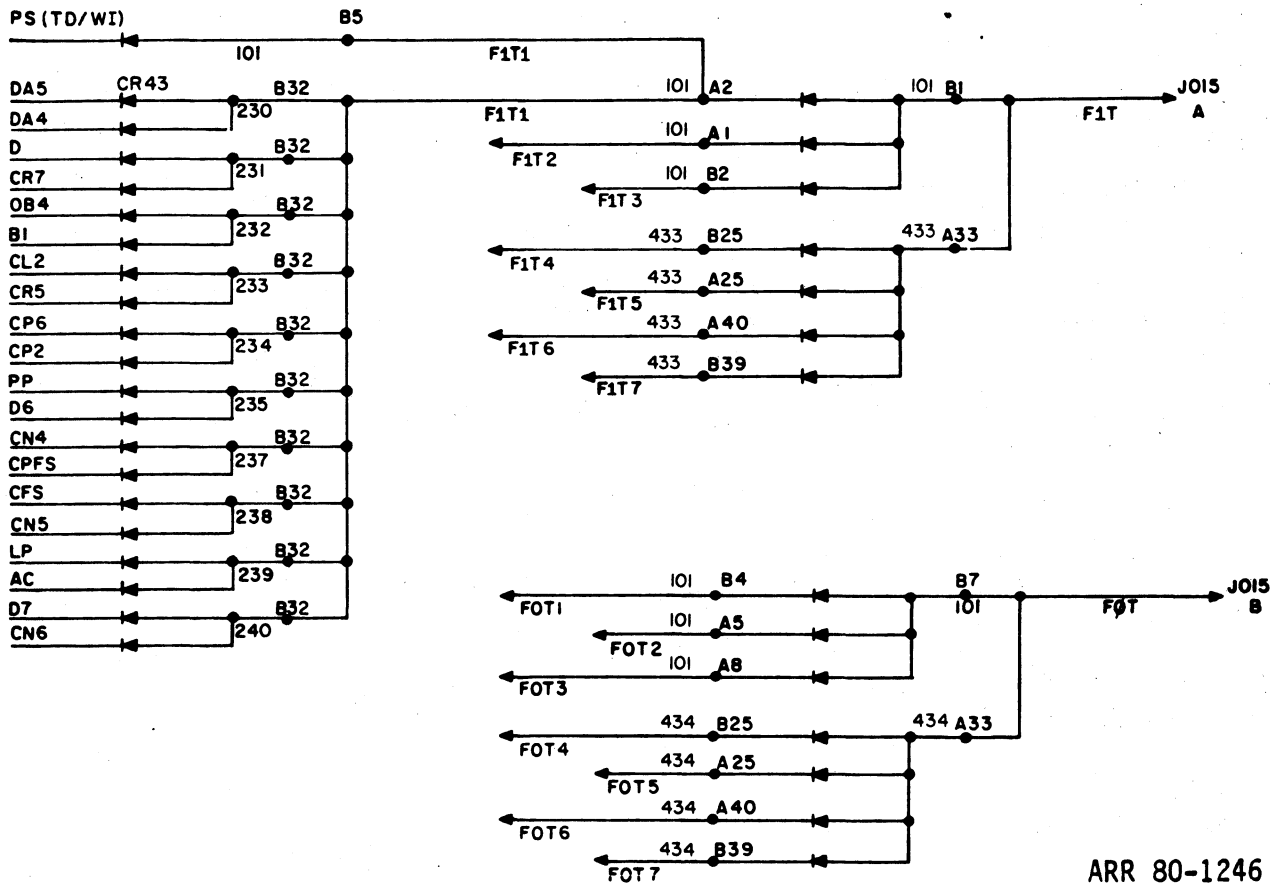 PS (TD/WI)
B5
101
F1T1
DA5
CR43
B32
101 A2
101 B1
J015
230
F1T1
F1T
A
DA4
101 A1
D
B32
F1T2
231
CR7
101 B2
F1T3
OB4
B32
232
B1
433 B25
433 A33
CL2
B32
F1T4
233
CR5
433 A25
F1T5
CP6
B32
433 A40
234
F1T6
CP2
433 B39
F1T7
PP
B32
235
D6
CN4
B32
237
CPFS
CFS
B32
238
CN5
LP
B32
239
AC
101 B4
B7
J015
FOT1
101
FØT
B
D7
B32
240
CN6
101 A5
FOT2
101 A8
FOT3
434 B25
434 A33
FOT4
434 A25
FOT5
434 A40
FOT6
434 B39
FOT7
ARR 80-1246